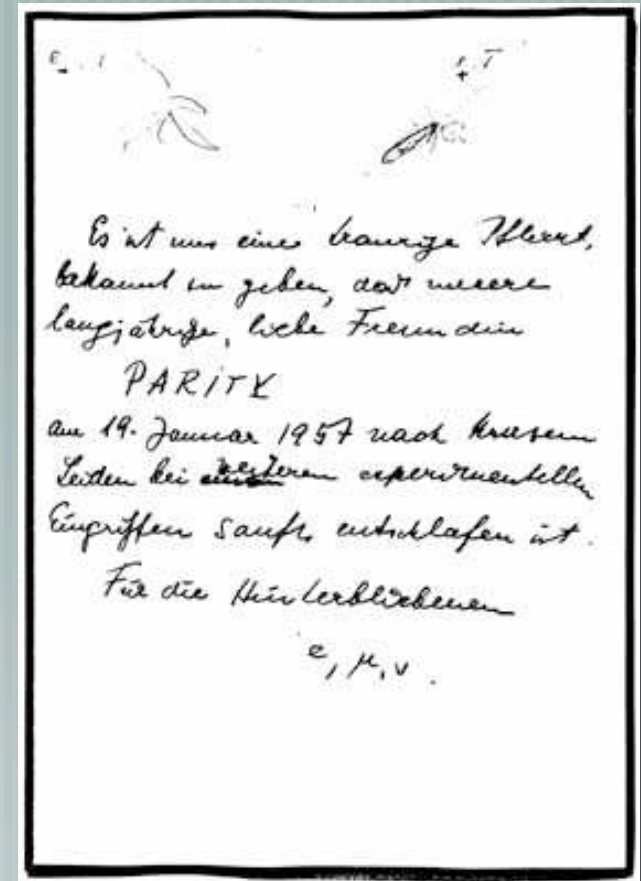 Es ist uns eine traurige Pflicht,
bekannt zu geben, daß unsere
langjährige, liebe Freundin
PARITY
am 19. Januar 1957 nach kurzem
Leiden bei weiteren experimentellen
Eingriffen sanft entschlafen ist.
Für die Hinterbliebenen
e, μ, ν.